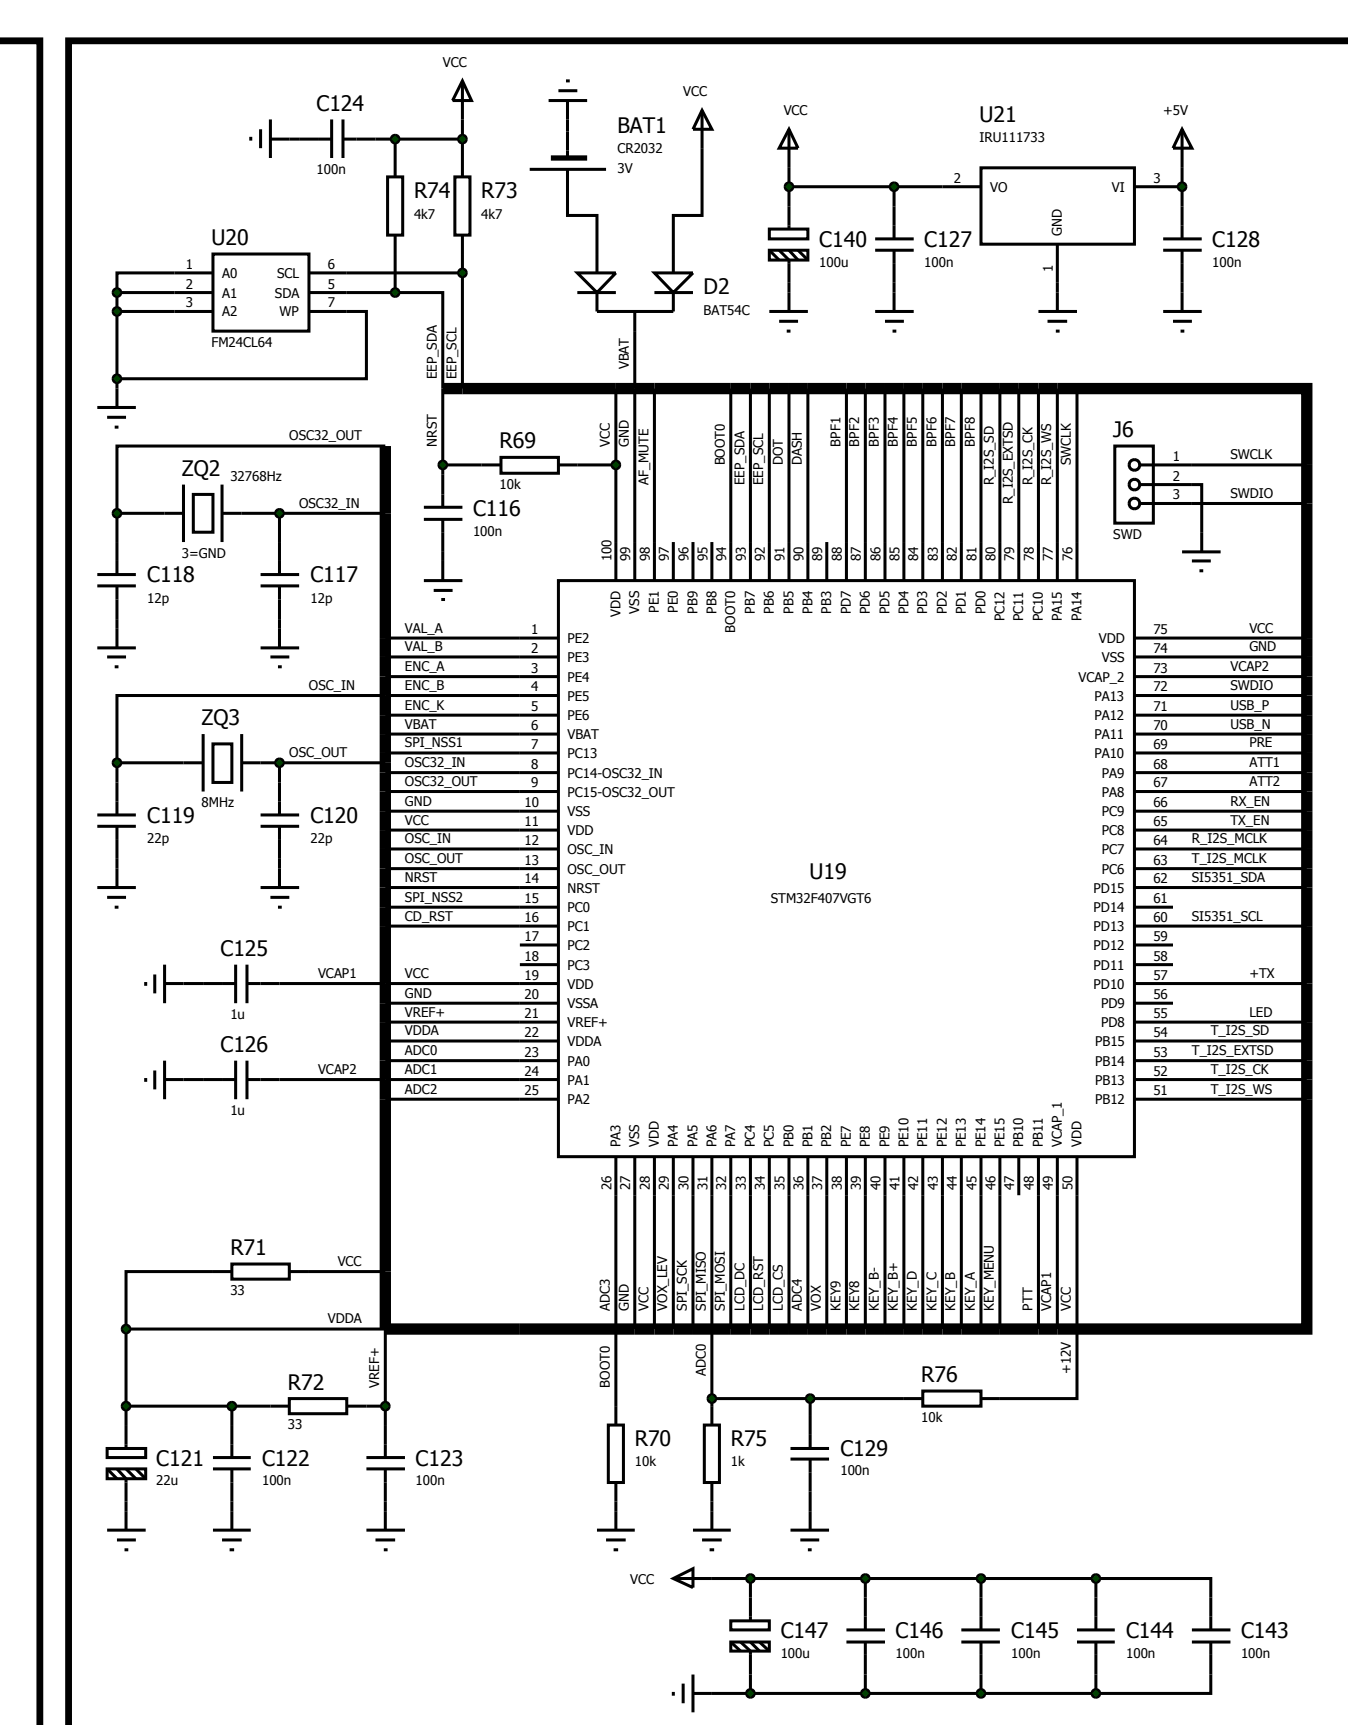 VCC
C124
100n
R74
4k7
R73
4k7
BAT1
CR2032
3V
VCC
VCC
U21
IRU111733
+5V
2 VO VI 3
GND
1
C140
100u
C127
100n
C128
100n
U20
1 A0 SCL 6
2 A1 SDA 5
3 A2 WP 7
FM24CL64
D2
BAT54C
EEP_SDA
EEP_SCL
VBAT
OSC32_OUT
NRST
R69
10k
ZQ2
32768Hz
OSC32_IN
3=GND
C116
100n
C118
12p
C117
12p
VCC
GND
AF_MUTE
BOOT0
EEP_SDA
EEP_SCL
DOT
DASH
BPF1
BPF2
BPF3
BPF4
BPF5
BPF6
BPF7
BPF8
R_I2S_SD
R_I2S_EXTSD
R_I2S_CK
R_I2S_WS
SWCLK
J6
1 SWCLK
2
3 SWDIO
SWD
100 99 98 97 96 95 94 93 92 91 90 89 88 87 86 85 84 83 82 91 80 79 78 77 76
VDD VSS PE1 PE0 PB9 PB8 BOOT0 PB7 PB6 PB5 PB4 PB3 PD7 PD6 PD5 PD4 PD3 PD2 PD1 PD0 PC12 PC11 PC10 PA15 PA14
VAL_A 1 PE2
VAL_B 2 PE3
ENC_A 3 PE4
ENC_B 4 PE5
ENC_K 5 PE6
VBAT 6 VBAT
SPI_NSS1 7 PC13
OSC32_IN 8 PC14-OSC32_IN
OSC32_OUT 9 PC15-OSC32_OUT
GND 10 VSS
VCC 11 VDD
OSC_IN 12 OSC_IN
OSC_OUT 13 OSC_OUT
NRST 14 NRST
SPI_NSS2 15 PC0
CD_RST 16 PC1
17 PC2
18 PC3
VCC 19 VDD
GND 20 VSSA
VREF+ 21 VREF+
VDDA 22 VDDA
ADC0 23 PA0
ADC1 24 PA1
ADC2 25 PA2
OSC_IN
ZQ3
OSC_OUT
8MHz
C119
22p
C120
22p
C125
VCAP1
1u
C126
VCAP2
1u
U19
STM32F407VGT6
VDD 75 VCC
VSS 74 GND
VCAP_2 73 VCAP2
PA13 72 SWDIO
PA12 71 USB_P
PA11 70 USB_N
PA10 69 PRE
PA9 68 ATT1
PA8 67 ATT2
PC9 66 RX_EN
PC8 65 TX_EN
PC7 64 R_I2S_MCLK
PC6 63 T_I2S_MCLK
PD15 62 SI5351_SDA
PD14 61
PD13 60 SI5351_SCL
PD12 59
PD11 58
PD10 57 +TX
PD9 56
PD8 55 LED
PB15 54 T_I2S_SD
PB14 53 T_I2S_EXTSD
PB13 52 T_I2S_CK
PB12 51 T_I2S_WS
PA3 VSS VDD PA4 PA5 PA6 PA7 PC4 PC5 PB0 PB1 PB2 PE7 PE8 PE9 PE10 PE11 PE12 PE13 PE14 PE15 PB10 PB11 VCAP_1 VDD
26 27 28 29 30 31 32 33 34 35 36 37 38 39 40 41 42 43 44 45 46 47 48 49 50
ADC3
GND
VCC
VOX_LEV
SPI_SCK
SPI_MISO
SPI_MOSI
LCD_DC
LCD_RST
LCD_CS
ADC4
VOX
KEY9
KEY8
KEY_B-
KEY_B+
KEY_D
KEY_C
KEY_B
KEY_A
KEY_MENU
PTT
VCAP1
VCC
R71
33
VCC
VDDA
VREF+
R72
33
C121
22u
C122
100n
C123
100n
BOOT0
R70
10k
ADC0
R75
1k
C129
100n
R76
10k
+12V
VCC
C147
100u
C146
100n
C145
100n
C144
100n
C143
100n